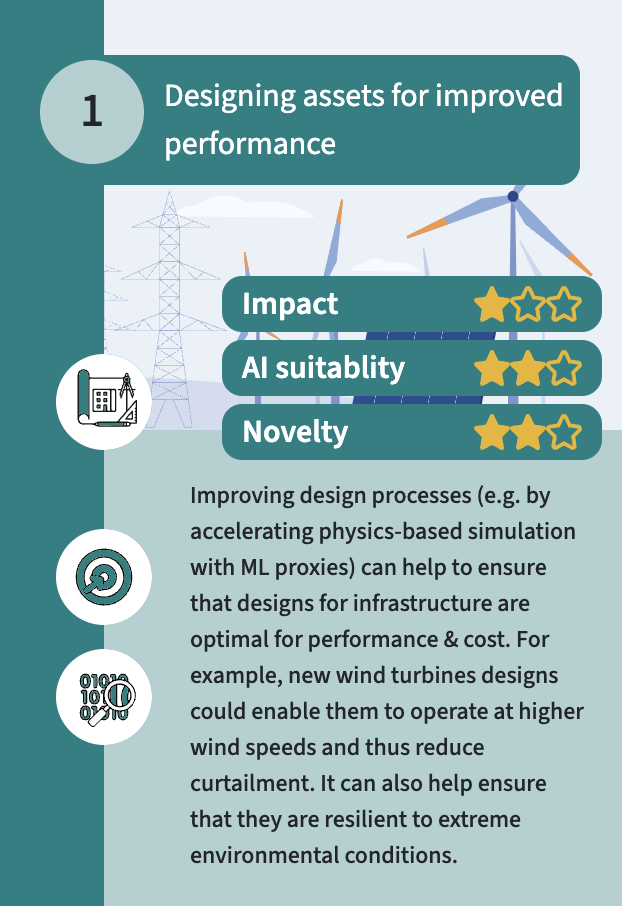 1
Designing assets for improved
performance
Impact
AI suitablity
Novelty
Improving design processes (e.g. by
accelerating physics-based simulation
with ML proxies) can help to ensure
that designs for infrastructure are
optimal for performance & cost. For
example, new wind turbines designs
could enable them to operate at higher
wind speeds and thus reduce
curtailment. It can also help ensure
that they are resilient to extreme
environmental conditions.
01010
101
01010